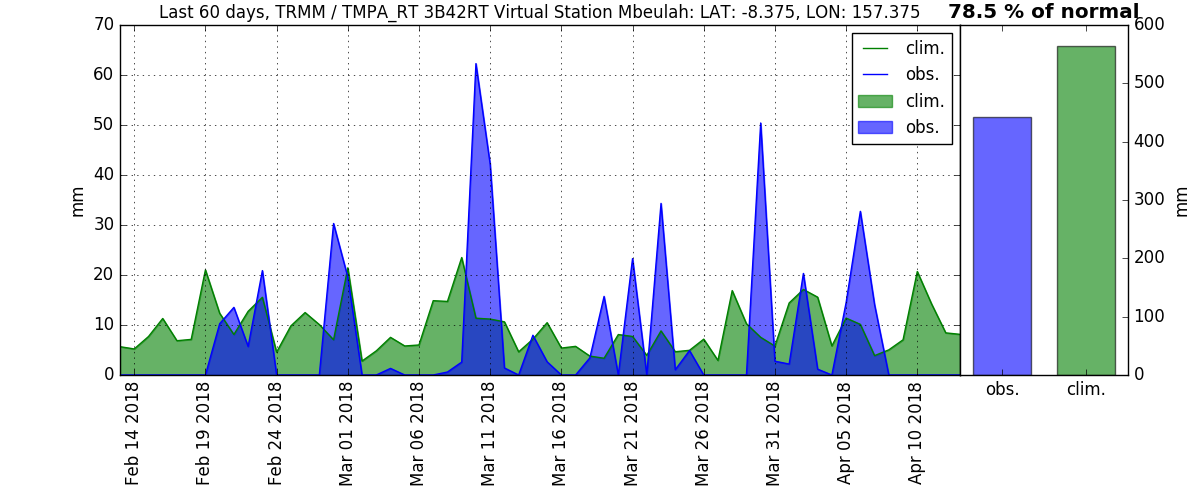 Last 60 days, TRMM / TMPA_RT 3B42RT Virtual Station Mbeulah: LAT: -8.375, LON: 157.375
78.5 % of normal
70
60
50
40
30
20
10
0
mm
clim.
obs.
clim.
obs.
Feb 14 2018
Feb 19 2018
Feb 24 2018
Mar 01 2018
Mar 06 2018
Mar 11 2018
Mar 16 2018
Mar 21 2018
Mar 26 2018
Mar 31 2018
Apr 05 2018
Apr 10 2018
600
500
400
300
200
100
0
mm
obs.
clim.